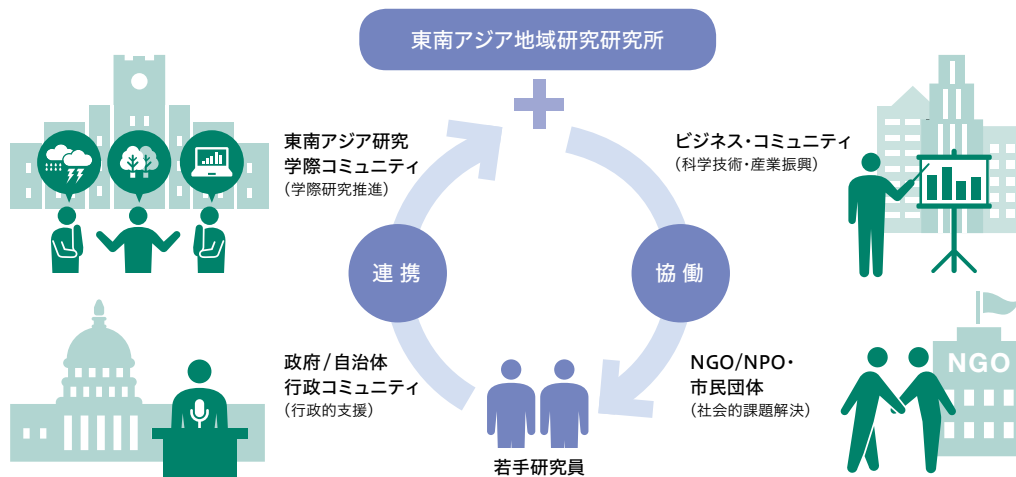 東南アジア地域研究研究所
東南アジア研究
学際コミュニティ
(学際研究推進)
ビジネス・コミュニティ
(科学技術・産業振興)
連携
協働
政府/自治体
行政コミュニティ
(行政的支援)
NGO/NPO・
市民団体
(社会的課題解決)
NGO
若手研究員